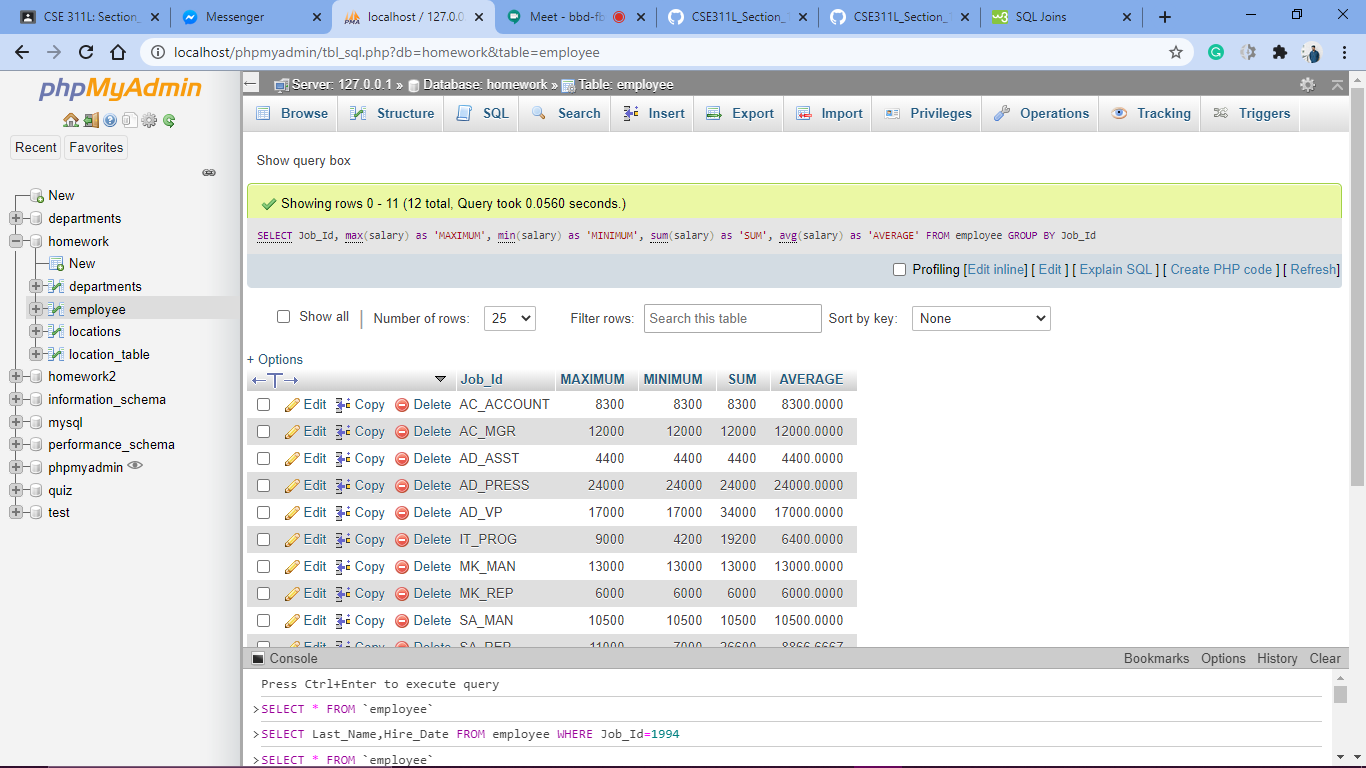 CSE 311L: Section_
Messenger
localhost / 127.0.0
Meet - bbd-fb
CSE311L_Section_
CSE311L_Section_
SQL Joins
localhost/phpmyadmin/tbl_sql.php?db=homework&table=employee
phpMyAdmin
Recent Favorites
New
departments
homework
New
departments
employee
locations
location_table
homework2
information_schema
mysql
performance_schema
phpmyadmin
quiz
test
Server: 127.0.0.1 » Database: homework » Table: employee
Browse Structure SQL Search Insert Export Import Privileges Operations Tracking Triggers
Show query box
Showing rows 0 - 11 (12 total, Query took 0.0560 seconds.)
SELECT Job_Id, max(salary) as 'MAXIMUM', min(salary) as 'MINIMUM', sum(salary) as 'SUM', avg(salary) as 'AVERAGE' FROM employee GROUP BY Job_Id
Profiling [Edit inline] [ Edit ] [ Explain SQL ] [ Create PHP code ] [ Refresh]
Show all Number of rows: 25 Filter rows: Search this table Sort by key: None
+ Options
Job_Id MAXIMUM MINIMUM SUM AVERAGE
Edit Copy Delete AC_ACCOUNT 8300 8300 8300 8300.0000
Edit Copy Delete AC_MGR 12000 12000 12000 12000.0000
Edit Copy Delete AD_ASST 4400 4400 4400 4400.0000
Edit Copy Delete AD_PRESS 24000 24000 24000 24000.0000
Edit Copy Delete AD_VP 17000 17000 34000 17000.0000
Edit Copy Delete IT_PROG 9000 4200 19200 6400.0000
Edit Copy Delete MK_MAN 13000 13000 13000 13000.0000
Edit Copy Delete MK_REP 6000 6000 6000 6000.0000
Edit Copy Delete SA_MAN 10500 10500 10500 10500.0000
Edit Copy Delete SA_REP 11000 7000 26600 8866.6667
Console Bookmarks Options History Clear
Press Ctrl+Enter to execute query
>SELECT * FROM `employee`
>SELECT Last_Name,Hire_Date FROM employee WHERE Job_Id=1994
>SELECT * FROM `employee`